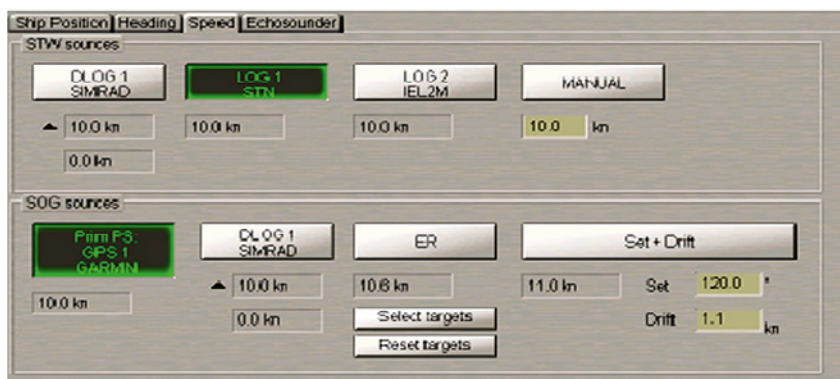 Ship Position Heading Speed Echosounder
STW sources
DLOG 1
SIMRAD
LOG 1
STN
LOG 2
IEL2M
MANUAL
10.0 kn 10.0 kn 10.0 kn 10.0 kn
0.0 kn
SOG sources
Prim PS:
GPS 1
GARMIN
DLOG 1
SIMRAD
ER
Set + Drift
10.0 kn 10.0 kn 10.6 kn 11.0 kn Set 120.0 °
0.0 kn Select targets Drift 1.1 kn
Reset targets